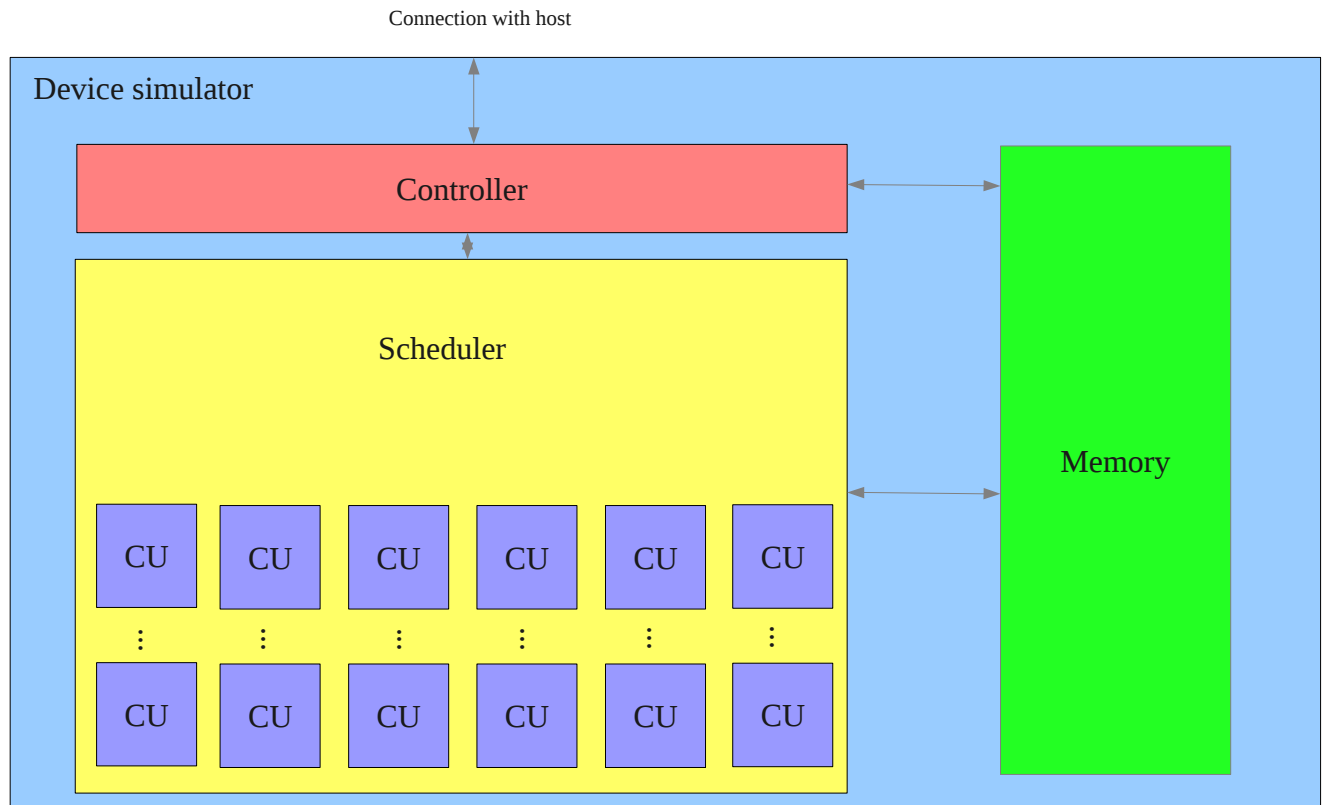 Connection with host
Device simulator
Controller
Scheduler
Memory
CU CU CU CU CU CU
... ... ... ... ... ...
CU CU CU CU CU CU